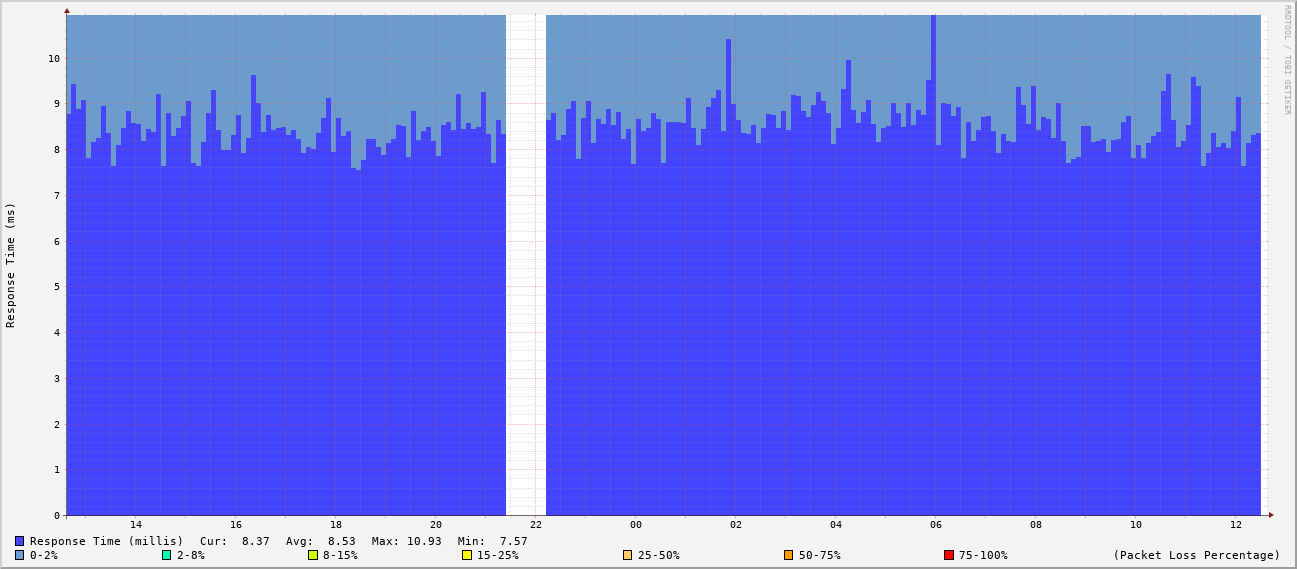 RRDTOOL / TOBI OETIKER
Response Time (ms)
10
9
8
7
6
5
4
3
2
1
0
14 16 18 20 22 00 02 04 06 08 10 12
Response Time (millis) Cur: 8.37 Avg: 8.53 Max: 10.93 Min: 7.57
0-2% 2-8% 8-15% 15-25% 25-50% 50-75% 75-100% (Packet Loss Percentage)